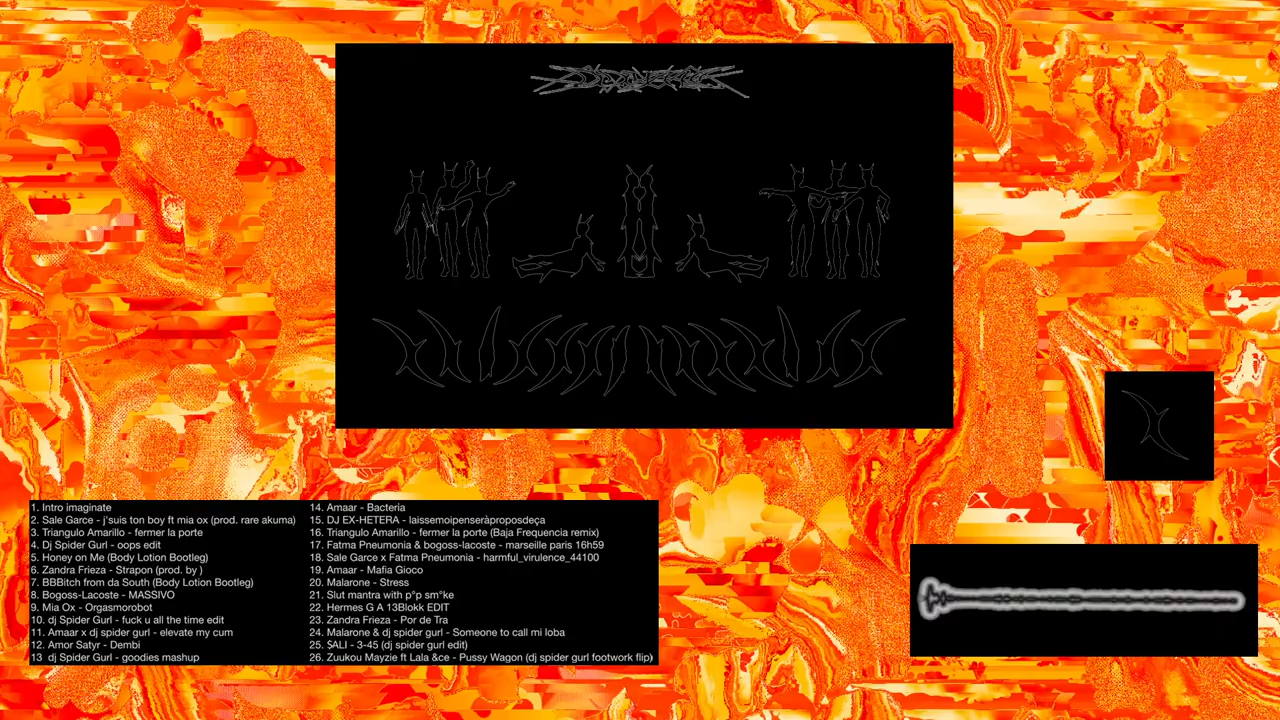 1. Intro imaginate
2. Sale Garce - j'suis ton boy ft mia ox (prod. rare akuma)
3. Triangulo Amarillo - fermer la porte
4. Dj Spider Gurl - oops edit
5. Honey on Me (Body Lotion Bootleg)
6. Zandra Frieza - Strapon (prod. by )
7. BBBitch from da South (Body Lotion Bootleg)
8. Bogoss-Lacoste - MASSIVO
9. Mia Ox - Orgasmorobot
10. dj Spider Gurl - fuck u all the time edit
11. Amaar x dj spider gurl - elevate my cum
12. Amor Satyr - Dembi
13  dj Spider Gurl - goodies mashup
14. Amaar - Bacteria
15. DJ EX-HETERA - laissemoipenseràproposdeça
16. Triangulo Amarillo - fermer la porte (Baja Frequencia remix)
17. Fatma Pneumonia & bogoss-lacoste - marseille paris 16h59
18. Sale Garce x Fatma Pneumonia - harmful_virulence_44100
19. Amaar - Mafia Gioco
20. Malarone - Stress
21. Slut mantra with p°p sm°ke
22. Hermes G A 13Blokk EDIT
23. Zandra Frieza - Por de Tra
24. Malarone & dj spider gurl - Someone to call mi loba
25. $ALI - 3-45 (dj spider gurl edit)
26. Zuukou Mayzie ft Lala &ce - Pussy Wagon (dj spider gurl footwork flip)